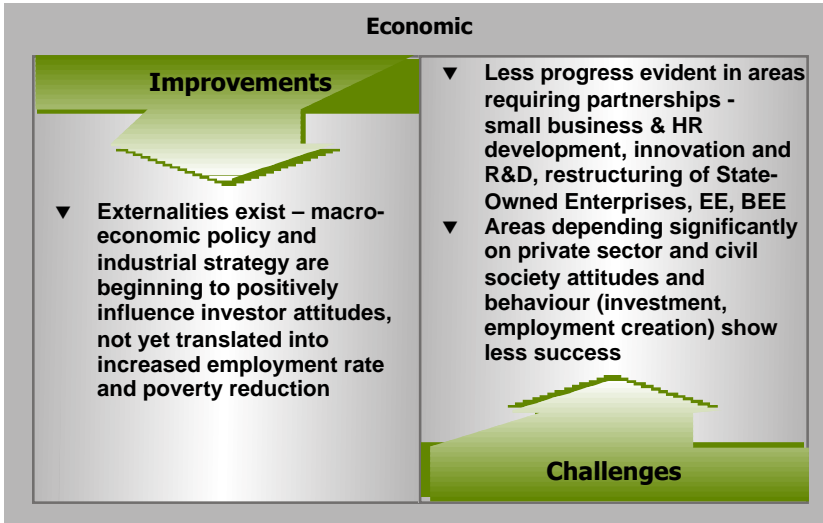 Economic
Improvements
▼ Externalities exist – macro-
economic policy and
industrial strategy are
beginning to positively
influence investor attitudes,
not yet translated into
increased employment rate
and poverty reduction
▼ Less progress evident in areas
requiring partnerships -
small business & HR
development, innovation and
R&D, restructuring of State-
Owned Enterprises, EE, BEE
▼ Areas depending significantly
on private sector and civil
society attitudes and
behaviour (investment,
employment creation) show
less success
Challenges